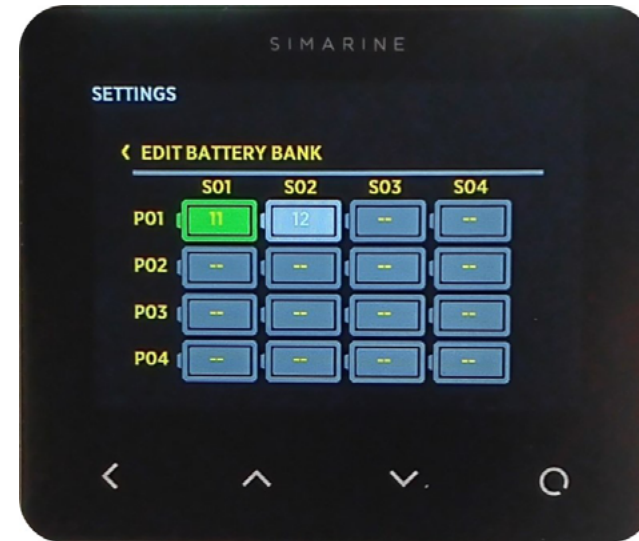 SIMARINE
SETTINGS
EDIT BATTERY BANK
S01 S02 S03 S04
P01 11 12 -- --
P02 -- -- -- --
P03 -- -- -- --
P04 -- -- -- --